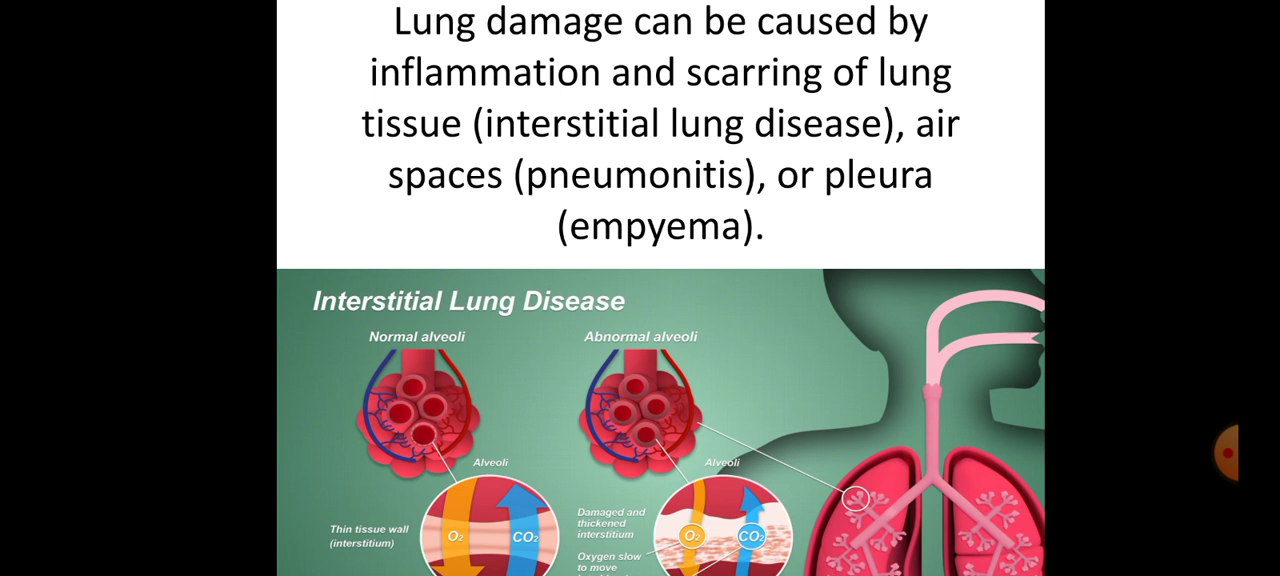 Lung damage can be caused by
inflammation and scarring of lung
tissue (interstitial lung disease), air
spaces (pneumonitis), or pleura
(empyema).
Interstitial Lung Disease
Normal alveoli
Abnormal alveoli
Alveoli
Alveoli
Thin tissue wall
(interstitium)
O₂
CO₂
Damaged and
thickened
interstitium
O₂
CO₂
Oxygen slow
to move